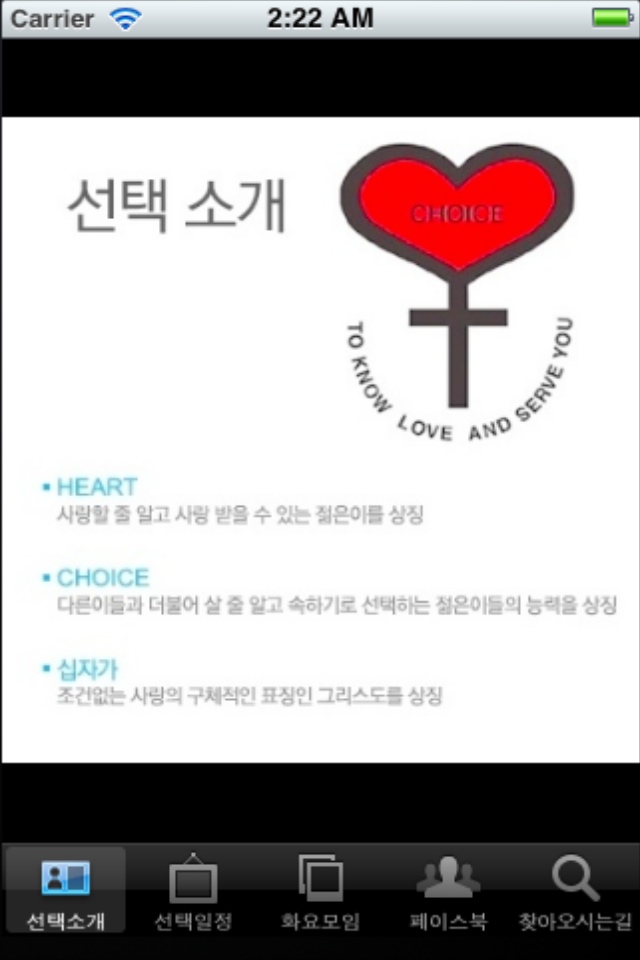 Carrier 2:22 AM
선택 소개
CHOICE
TO KNOW LOVE AND SERVE YOU
▪ HEART
사랑할 줄 알고 사랑 받을 수 있는 젊은이를 상징
▪ CHOICE
다른이들과 더불어 살 줄 알고 속하기로 선택하는 젊은이들의 능력을 상징
▪ 십자가
조건없는 사랑의 구체적인 표징인 그리스도를 상징
선택소개 선택일정 화요모임 페이스북 찾아오시는길